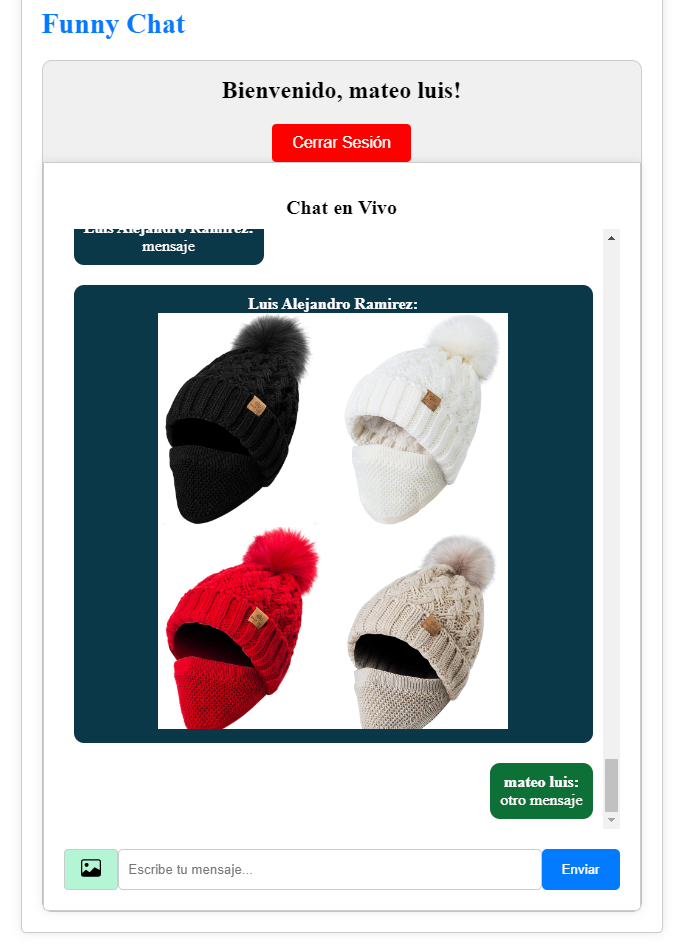 Funny Chat
Bienvenido, mateo luis!
Cerrar Sesión
Chat en Vivo
Luis Alejandro Ramirez:
mensaje
Luis Alejandro Ramirez:
mateo luis:
otro mensaje
Escribe tu mensaje...
Enviar